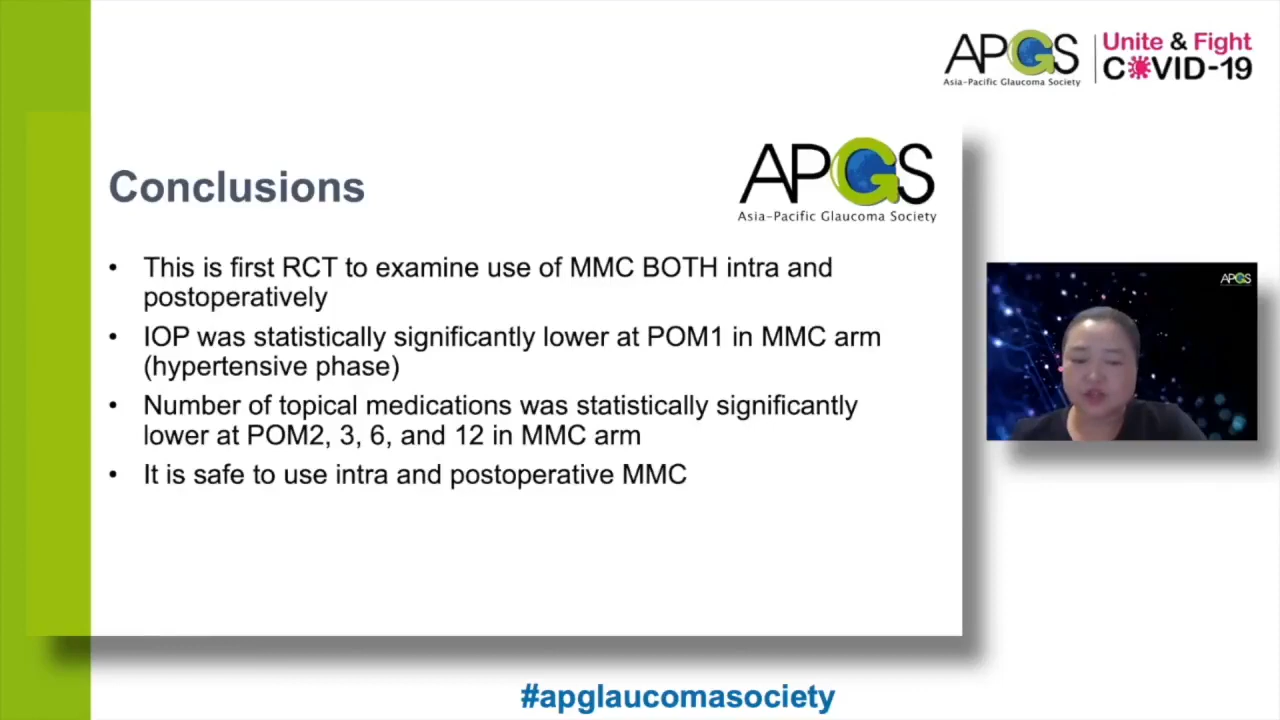 APGS
Asia-Pacific Glaucoma Society
Unite & Fight
COVID-19
APGS
Asia-Pacific Glaucoma Society
Conclusions
• This is first RCT to examine use of MMC BOTH intra and
postoperatively
• IOP was statistically significantly lower at POM1 in MMC arm
(hypertensive phase)
• Number of topical medications was statistically significantly
lower at POM2, 3, 6, and 12 in MMC arm
• It is safe to use intra and postoperative MMC
APGS
#apglaucomasociety